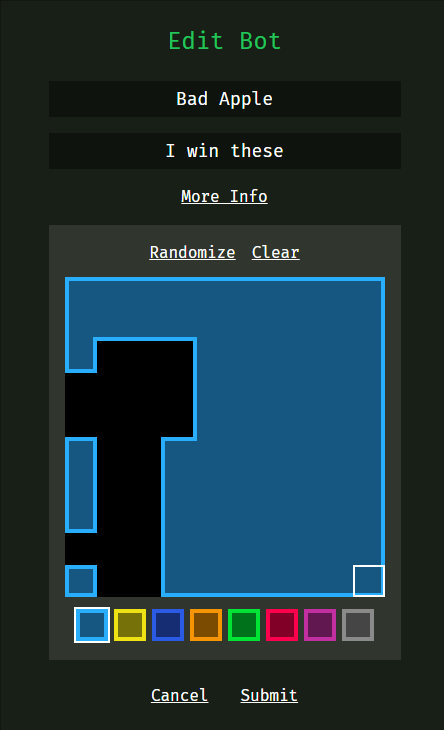 Edit Bot
Bad Apple
I win these
More Info
Randomize Clear
Cancel Submit